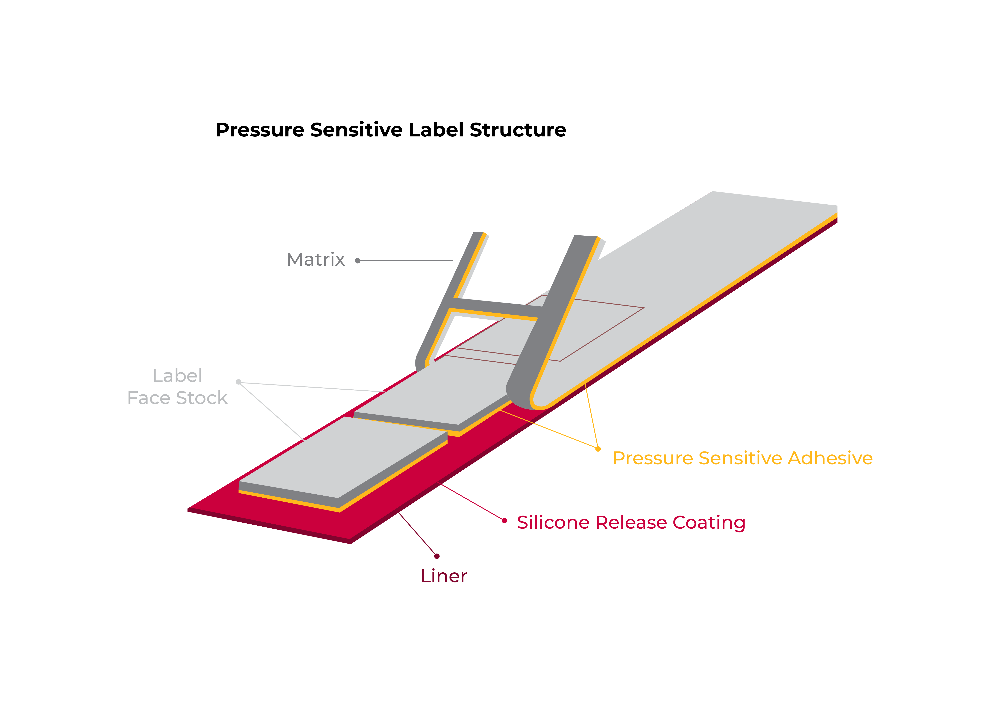 Pressure Sensitive Label Structure
Matrix
Label
Face Stock
Pressure Sensitive Adhesive
Silicone Release Coating
Liner